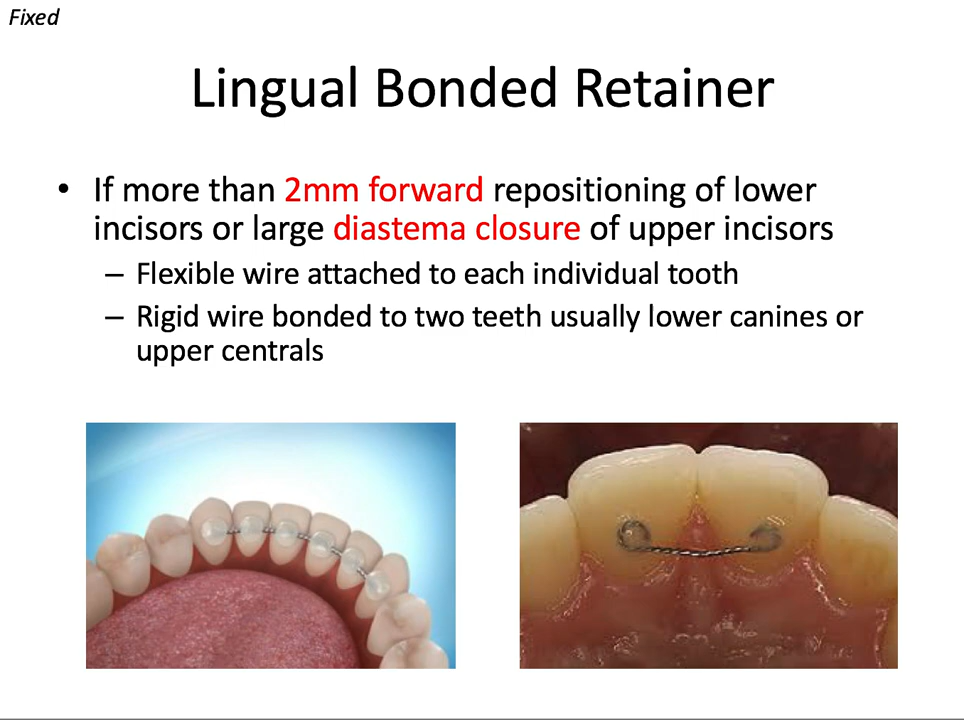 Fixed
Lingual Bonded Retainer
• If more than 2mm forward repositioning of lower
incisors or large diastema closure of upper incisors
– Flexible wire attached to each individual tooth
– Rigid wire bonded to two teeth usually lower canines or
upper centrals